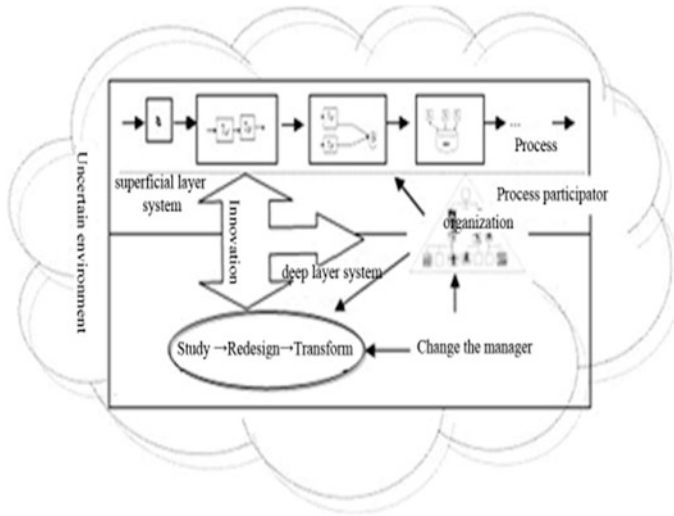 ...
Process
superficial layer
system
Process participator
organization
Uncertain environment
Innovation
deep layer system
Study →Redesign→Transform
Change the manager